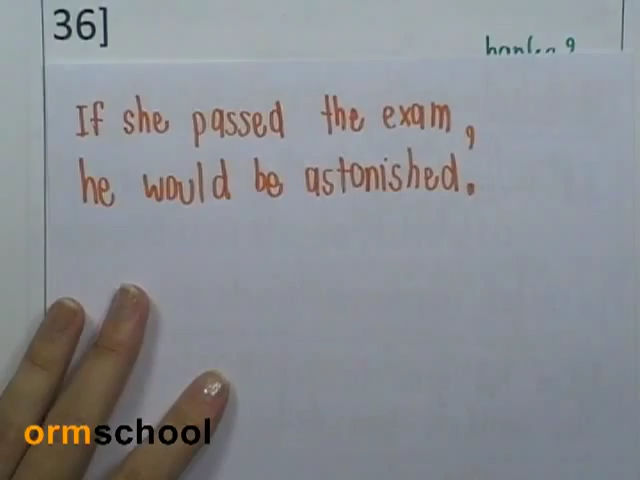 36]
If she passed the exam,
he would be astonished.
ormschool